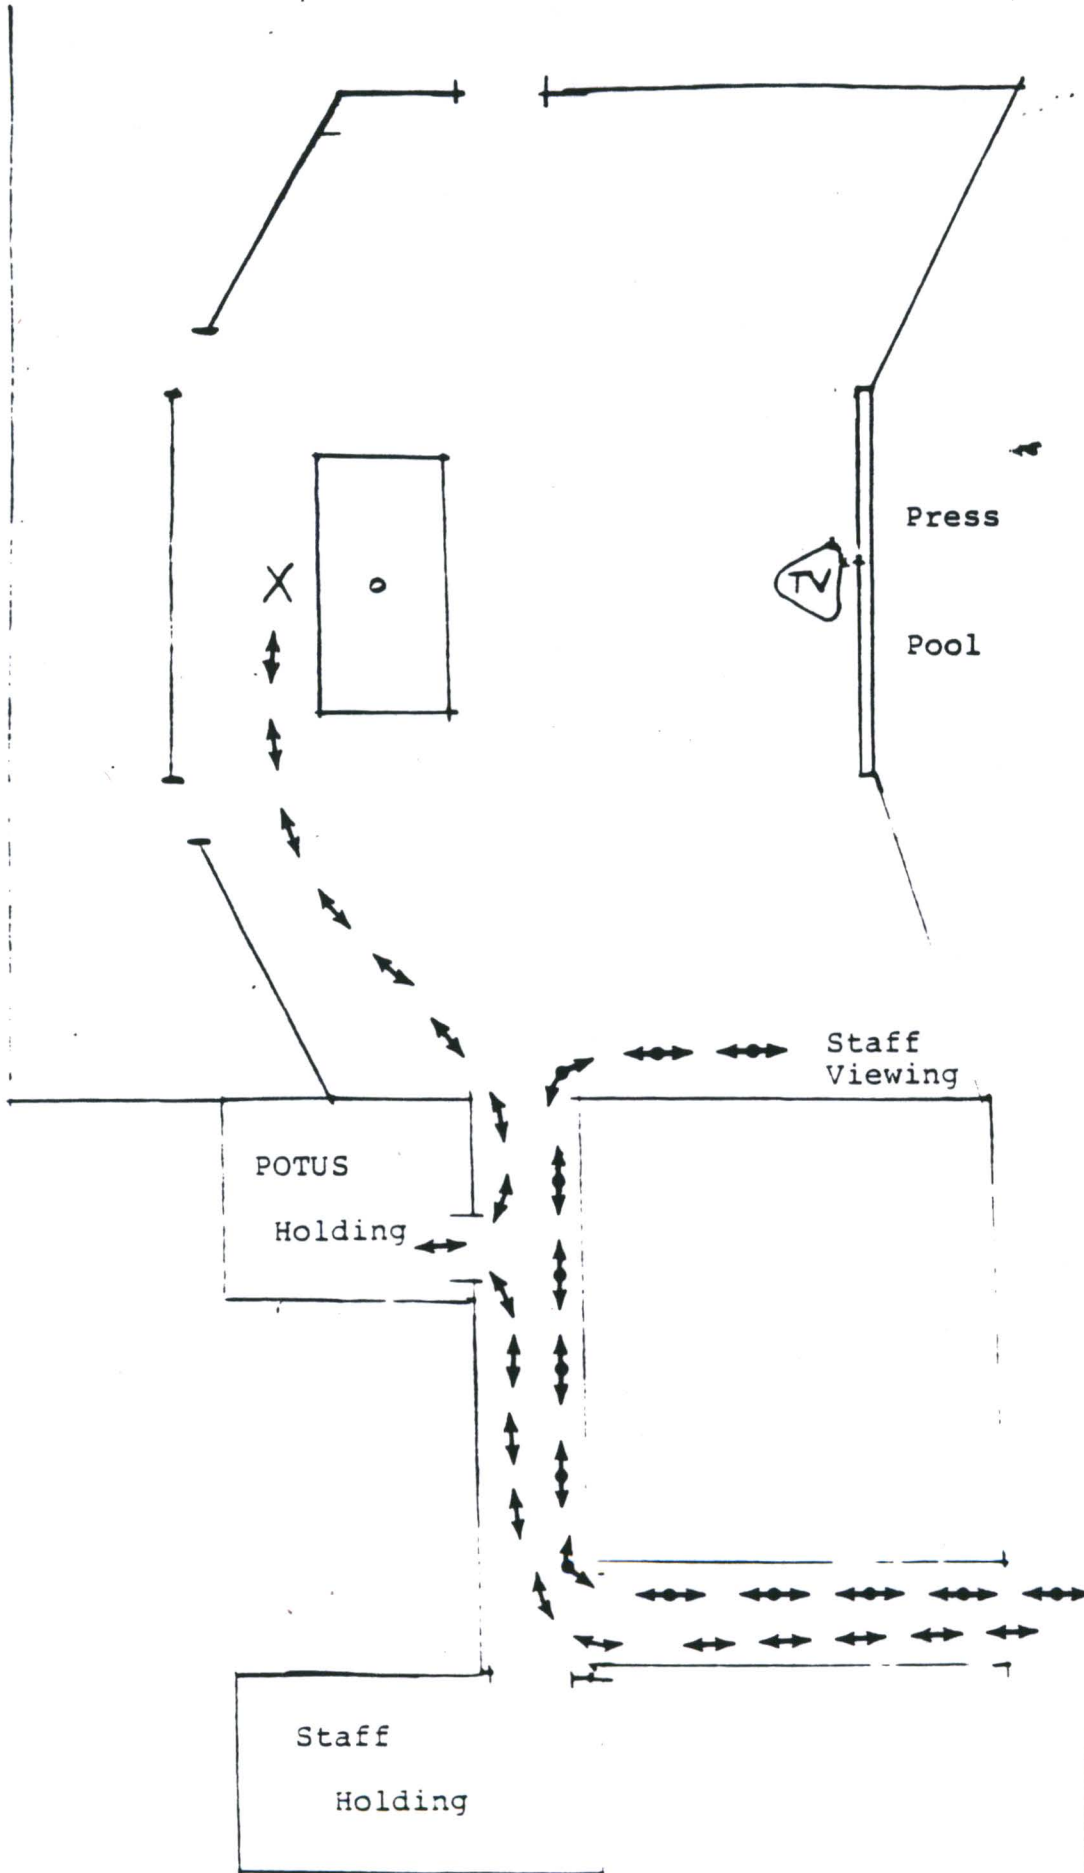 Press
X
TV
Pool
Staff
Viewing
POTUS
Holding
Staff
Holding